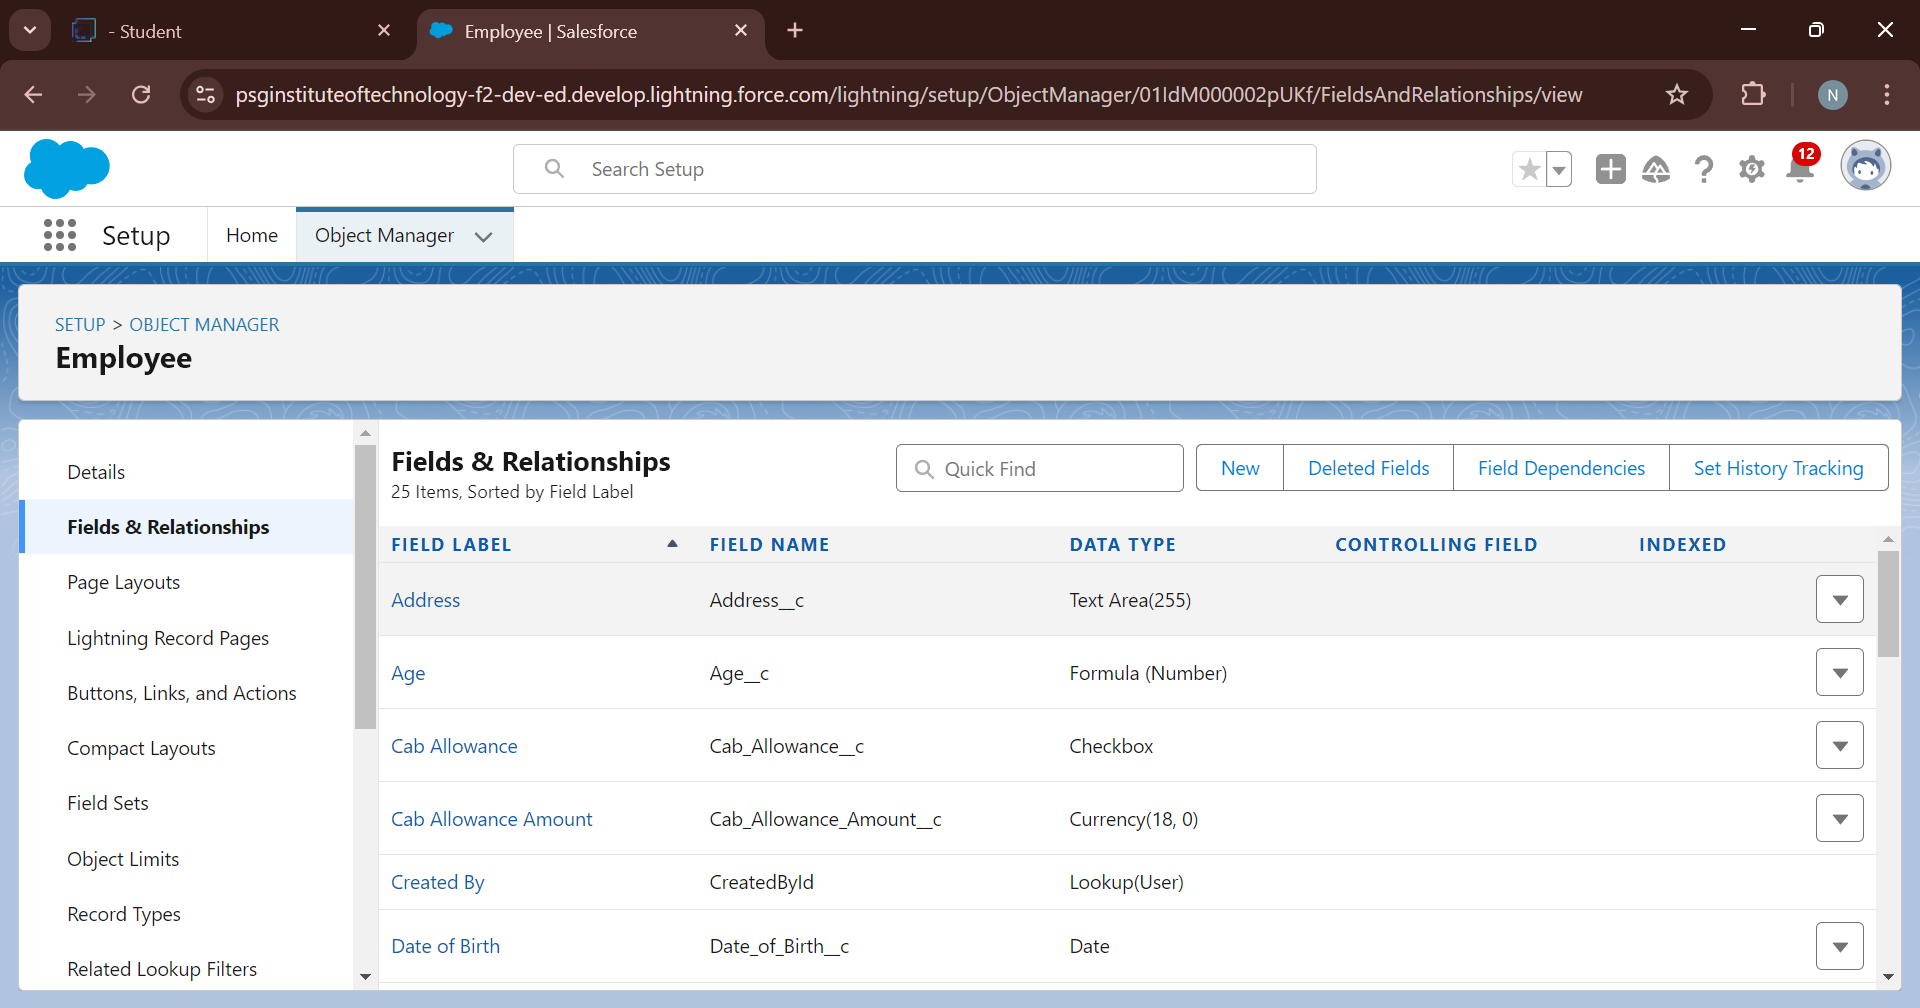 - Student
Employee | Salesforce
psginstituteoftechnology-f2-dev-ed.develop.lightning.force.com/lightning/setup/ObjectManager/01IdM000002pUKf/FieldsAndRelationships/view
N
Search Setup
12
Setup
Home
Object Manager
SETUP > OBJECT MANAGER
Employee
Details
Fields & Relationships
Page Layouts
Lightning Record Pages
Buttons, Links, and Actions
Compact Layouts
Field Sets
Object Limits
Record Types
Related Lookup Filters
Fields & Relationships
25 Items, Sorted by Field Label
Quick Find
New
Deleted Fields
Field Dependencies
Set History Tracking
FIELD LABEL FIELD NAME DATA TYPE CONTROLLING FIELD INDEXED
Address Address__c Text Area(255)
Age Age__c Formula (Number)
Cab Allowance Cab_Allowance__c Checkbox
Cab Allowance Amount Cab_Allowance_Amount__c Currency(18, 0)
Created By CreatedById Lookup(User)
Date of Birth Date_of_Birth__c Date